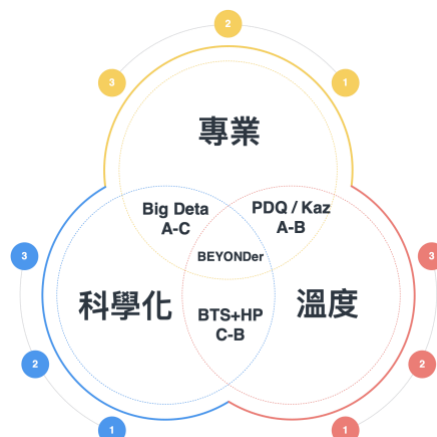 2
3
1
專業
Big Deta
A-C
PDQ / Kaz
A-B
BEYONDer
3
3
科學化
溫度
BTS+HP
C-B
2
2
1
1